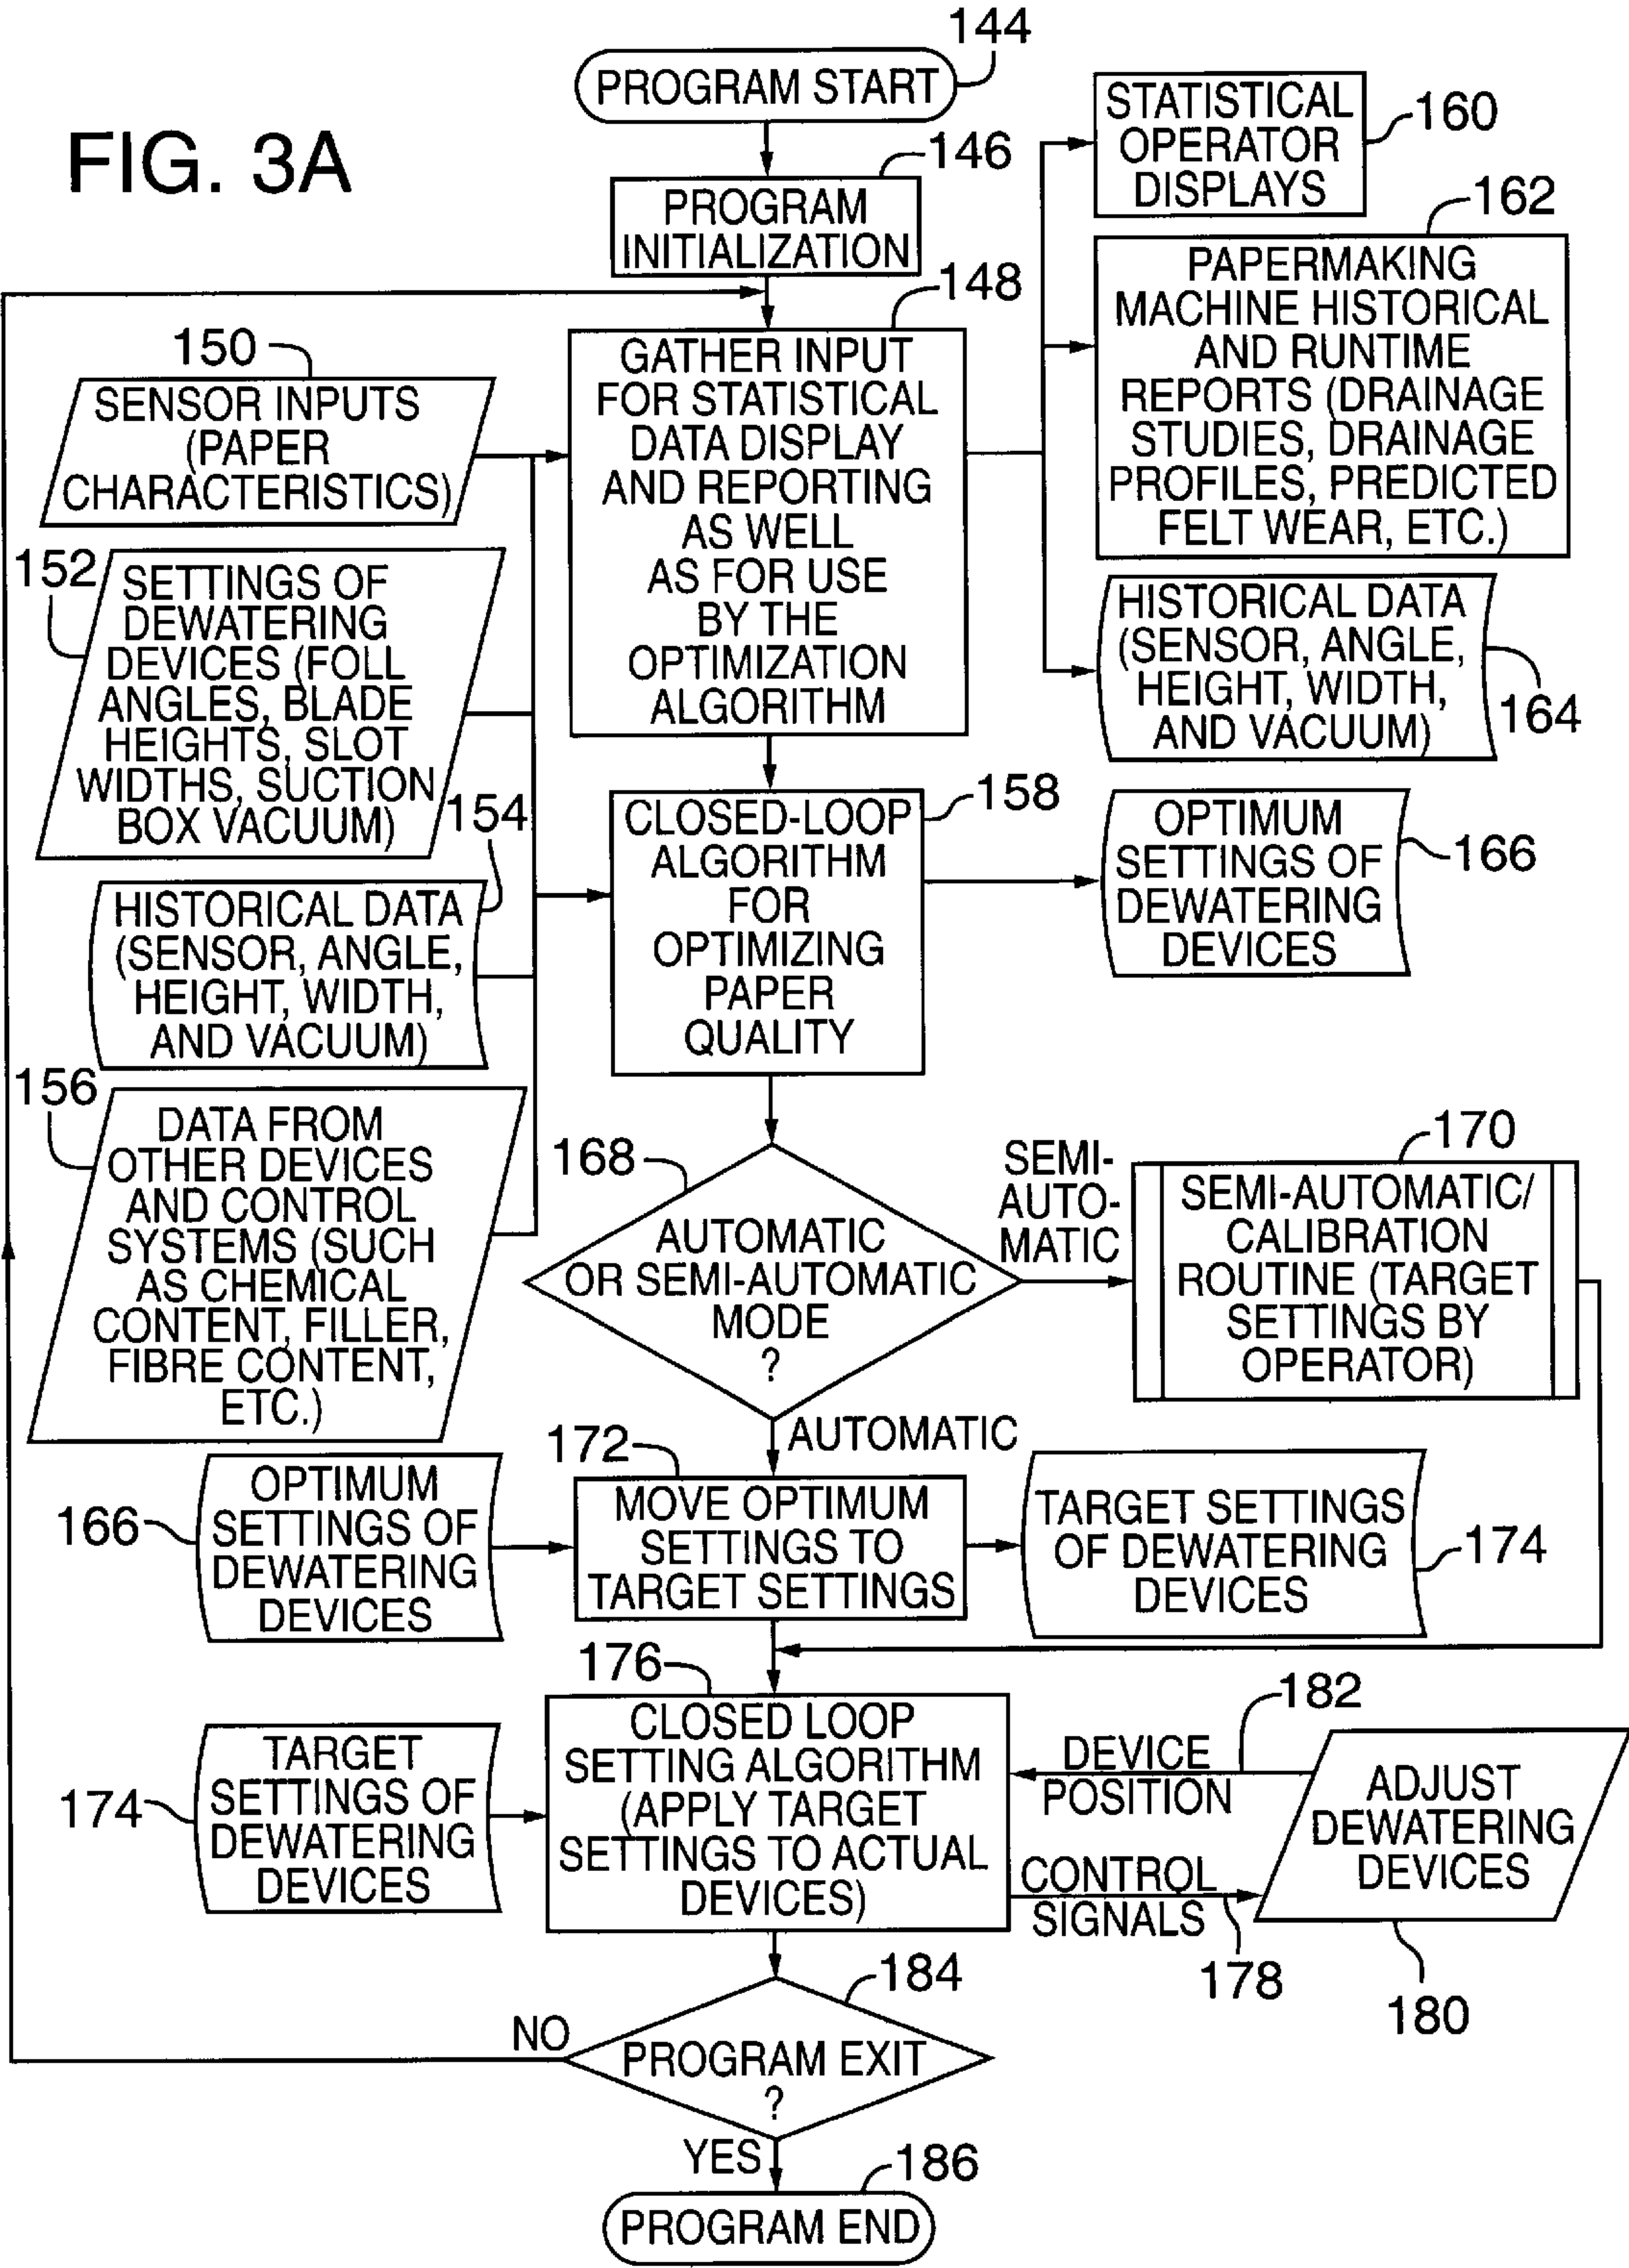 FIG. 3A
144
PROGRAM START
146
PROGRAM
INITIALIZATION
148
GATHER INPUT
FOR STATISTICAL
DATA DISPLAY
AND REPORTING
AS WELL
AS FOR USE
BY THE
OPTIMIZATION
ALGORITHM
150
SENSOR INPUTS
(PAPER
CHARACTERISTICS)
152
SETTINGS OF
DEWATERING
DEVICES (FOLL
ANGLES, BLADE
HEIGHTS, SLOT
WIDTHS, SUCTION
BOX VACUUM)
154
HISTORICAL DATA
(SENSOR, ANGLE,
HEIGHT, WIDTH,
AND VACUUM)
156
DATA FROM
OTHER DEVICES
AND CONTROL
SYSTEMS (SUCH
AS CHEMICAL
CONTENT, FILLER,
FIBRE CONTENT,
ETC.)
160
STATISTICAL
OPERATOR
DISPLAYS
162
PAPERMAKING
MACHINE HISTORICAL
AND RUNTIME
REPORTS (DRAINAGE
STUDIES, DRAINAGE
PROFILES, PREDICTED
FELT WEAR, ETC.)
HISTORICAL DATA
(SENSOR, ANGLE,
HEIGHT, WIDTH,
AND VACUUM)
164
158
CLOSED-LOOP
ALGORITHM
FOR
OPTIMIZING
PAPER
QUALITY
OPTIMUM
SETTINGS OF
DEWATERING
DEVICES
166
168
AUTOMATIC
OR SEMI-AUTOMATIC
MODE
?
SEMI-
AUTO-
MATIC
170
SEMI-AUTOMATIC/
CALIBRATION
ROUTINE (TARGET
SETTINGS BY
OPERATOR)
AUTOMATIC
166
OPTIMUM
SETTINGS OF
DEWATERING
DEVICES
172
MOVE OPTIMUM
SETTINGS TO
TARGET SETTINGS
TARGET SETTINGS
OF DEWATERING
DEVICES
174
174
TARGET
SETTINGS OF
DEWATERING
DEVICES
176
CLOSED LOOP
SETTING ALGORITHM
(APPLY TARGET
SETTINGS TO ACTUAL
DEVICES)
182
DEVICE
POSITION
CONTROL
SIGNALS
178
ADJUST
DEWATERING
DEVICES
180
184
PROGRAM EXIT
?
NO
YES
186
PROGRAM END